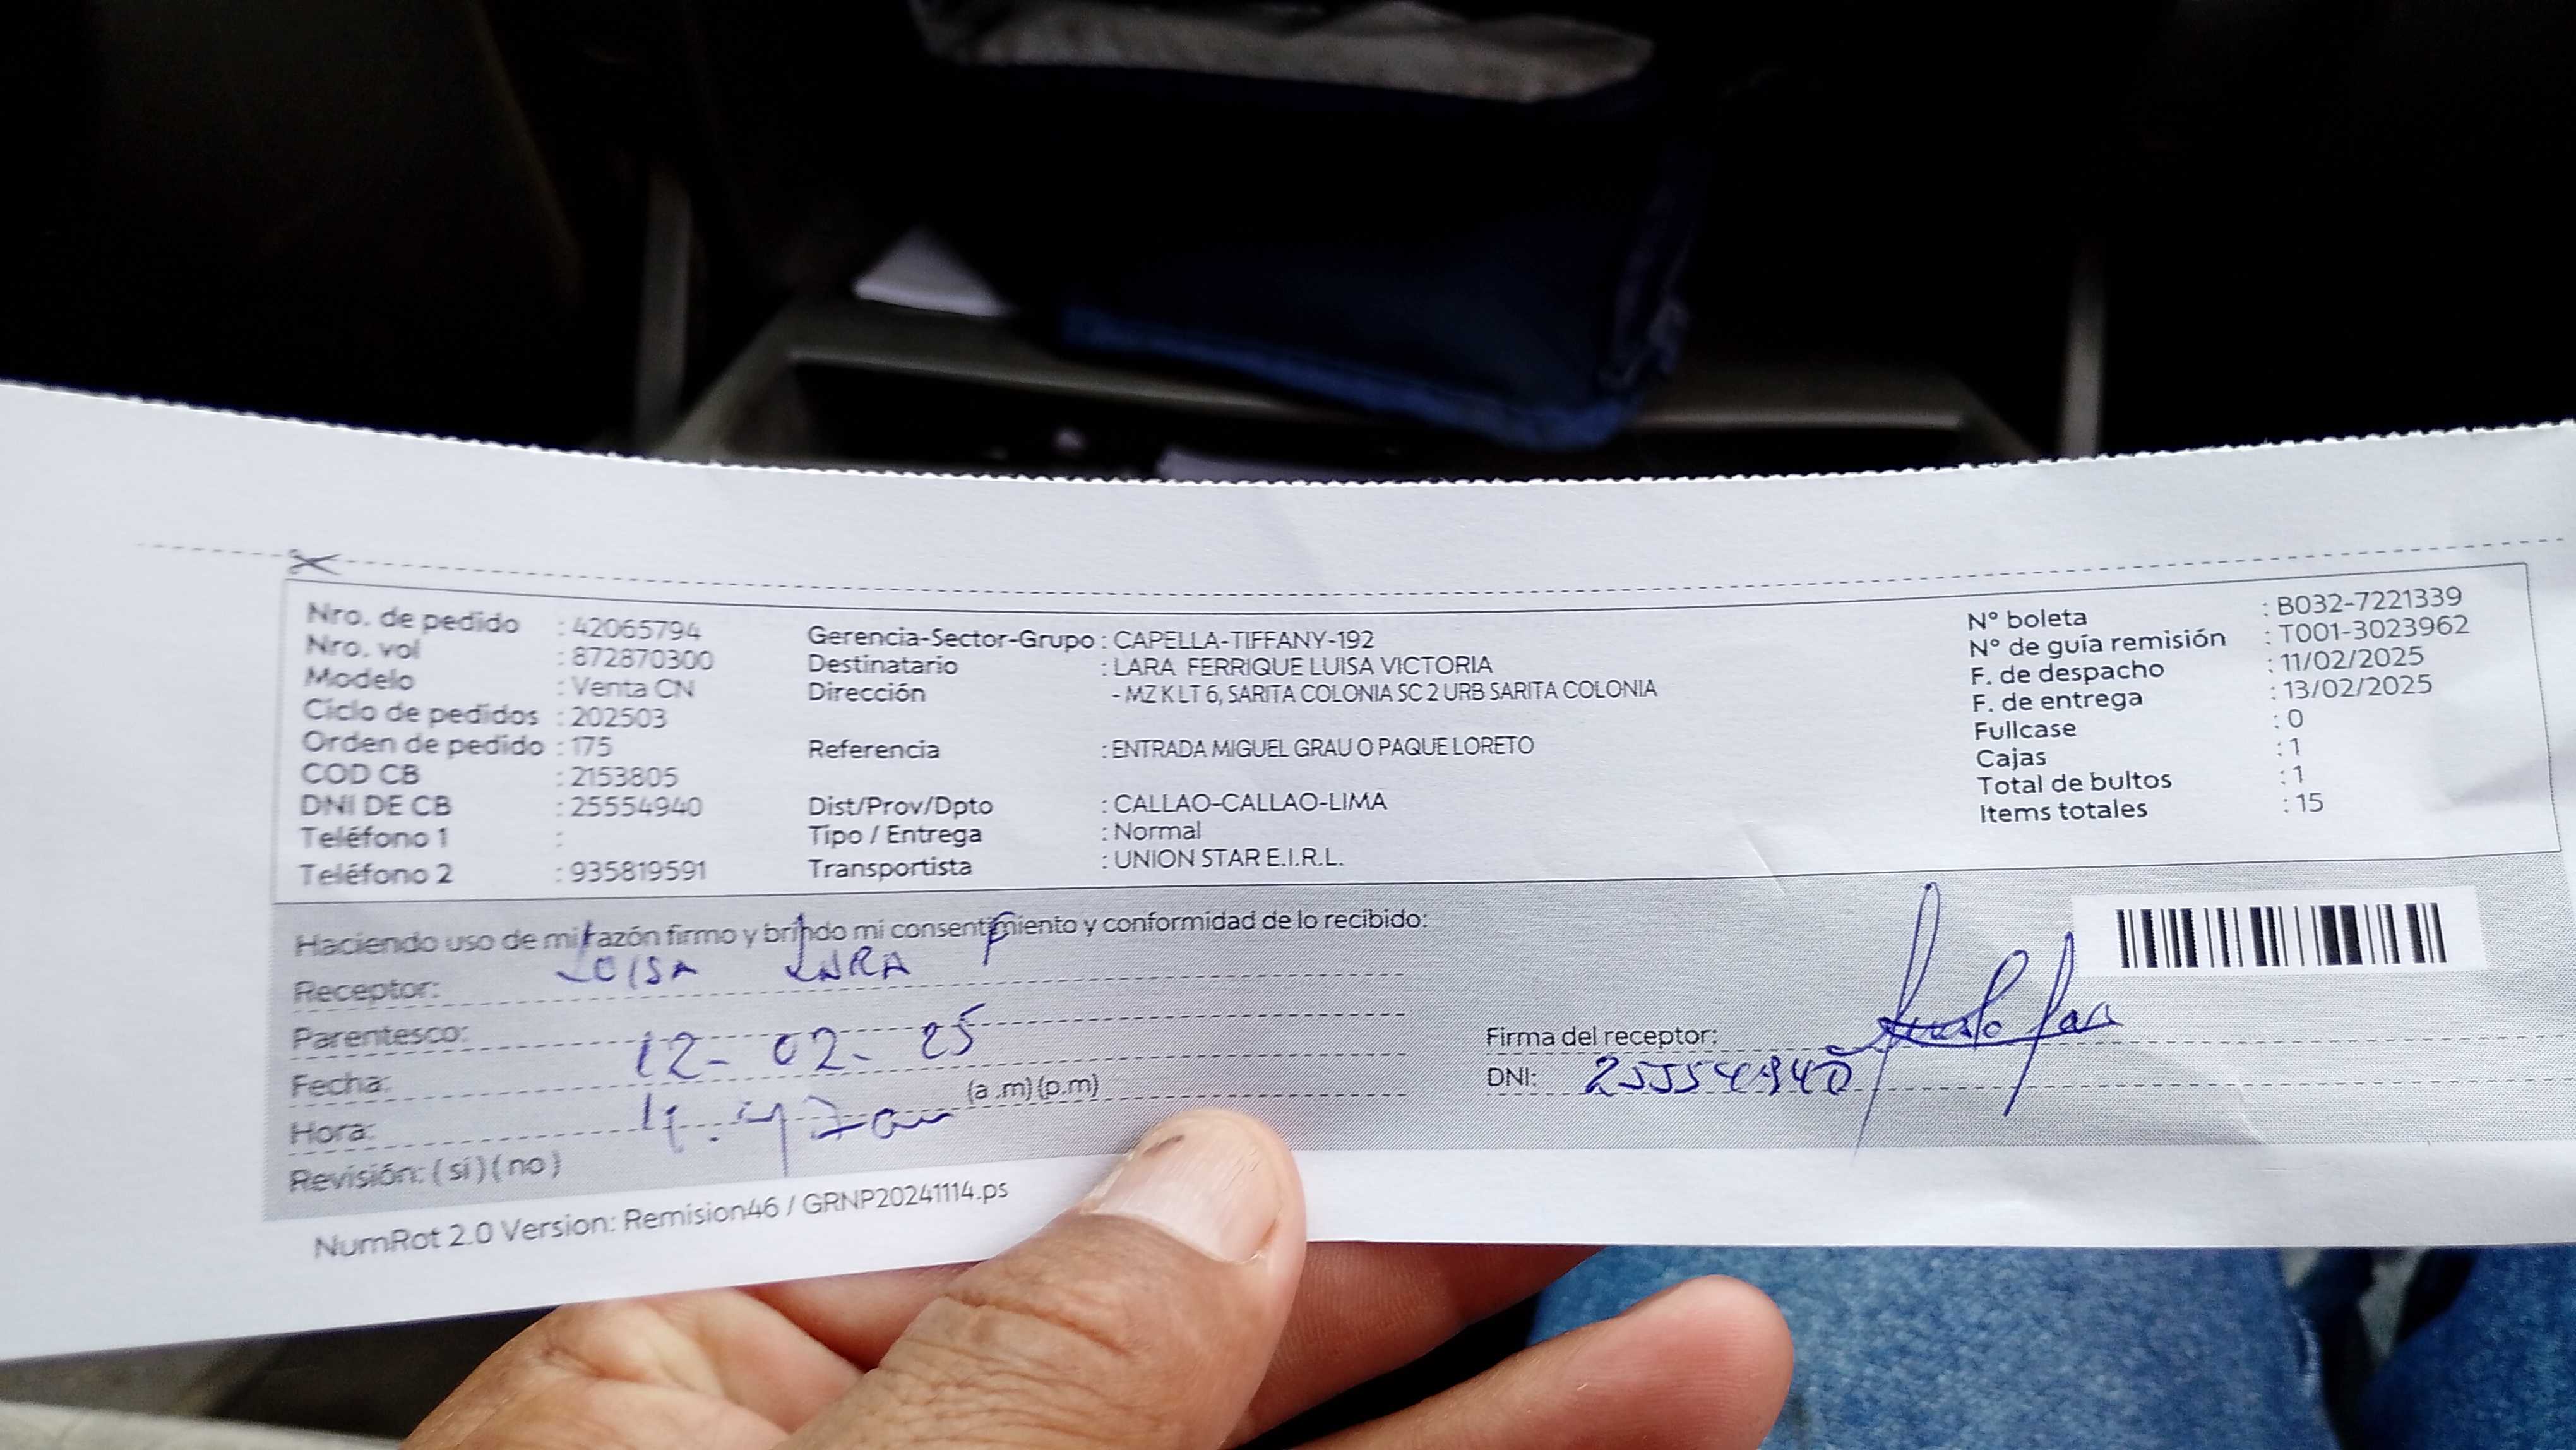 Nro. de pedido : 42065794
Nro. vol : 872870300
Modelo : Venta CN
Ciclo de pedidos : 202503
Orden de pedido : 175
COD CB : 2153805
DNI DE CB : 25554940
Teléfono 1 :
Teléfono 2 : 935819591
Gerencia-Sector-Grupo : CAPELLA-TIFFANY-192
Destinatario : LARA FERRIQUE LUISA VICTORIA
Dirección - MZ K LT 6, SARITA COLONIA SC 2 URB SARITA COLONIA
Referencia : ENTRADA MIGUEL GRAU O PAQUE LORETO
Dist/Prov/Dpto : CALLAO-CALLAO-LIMA
Tipo / Entrega : Normal
Transportista : UNION STAR E.I.R.L.
N° boleta : B032-7221339
N° de guía remisión : T001-3023962
F. de despacho : 11/02/2025
F. de entrega : 13/02/2025
Fullcase : 0
Cajas : 1
Total de bultos : 1
Items totales : 15
Haciendo uso de mi razón firmo y brindo mi consentimiento y conformidad de lo recibido:
Receptor: LUISA LARA F
Parentesco:
Fecha: 12-02-25
Hora: (a.m)(p.m)
Revisión: (si)(no)
Firma del receptor:
DNI: 25554940
NumRot 2.0 Version: Remision46 / GRNP20241114.ps